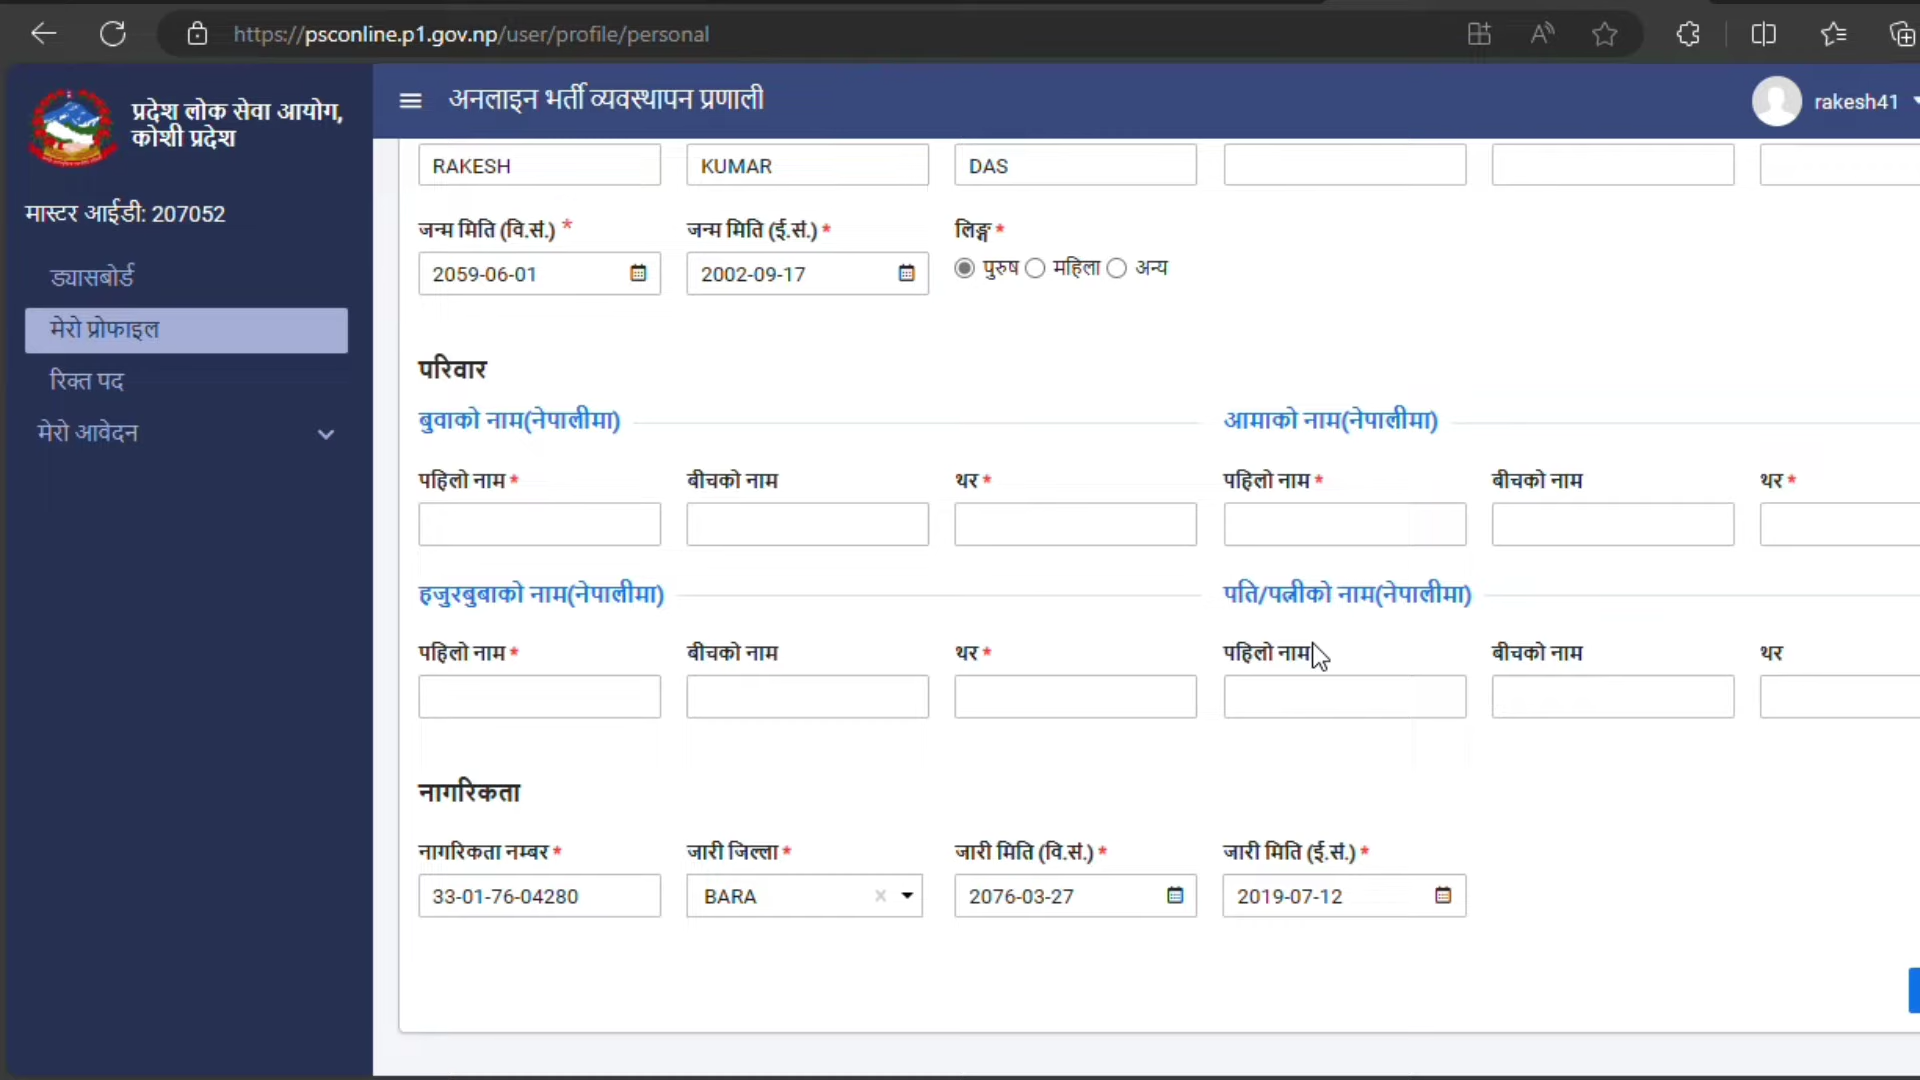 https://psconline.p1.gov.np/user/profile/personal
प्रदेश लोक सेवा आयोग,
कोशी प्रदेश
अनलाइन भर्ती व्यवस्थापन प्रणाली
rakesh41
मास्टर आईडी: 207052
ड्यासबोर्ड
मेरो प्रोफाइल
रिक्त पद
मेरो आवेदन
RAKESH KUMAR DAS
जन्म मिति (वि.सं.) * जन्म मिति (ई.सं.) * लिङ्ग *
2059-06-01 2002-09-17 पुरुष महिला अन्य
परिवार
बुवाको नाम(नेपालीमा) आमाको नाम(नेपालीमा)
पहिलो नाम * बीचको नाम थर * पहिलो नाम * बीचको नाम थर *
हजुरबुबाको नाम(नेपालीमा) पति/पत्नीको नाम(नेपालीमा)
पहिलो नाम * बीचको नाम थर * पहिलो नाम बीचको नाम थर
नागरिकता
नागरिकता नम्बर * जारी जिल्ला * जारी मिति (वि.सं.) * जारी मिति (ई.सं.) *
33-01-76-04280 BARA 2076-03-27 2019-07-12